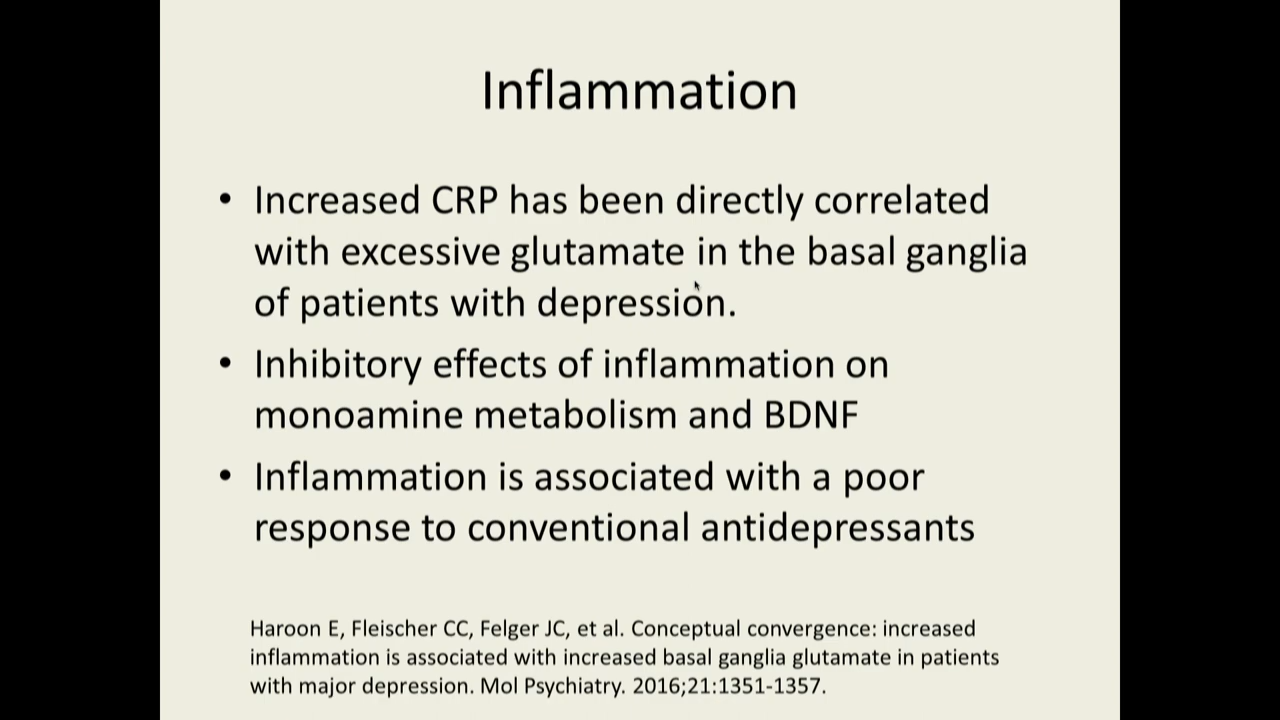 Inflammation
• Increased CRP has been directly correlated
with excessive glutamate in the basal ganglia
of patients with depression.
• Inhibitory effects of inflammation on
monoamine metabolism and BDNF
• Inflammation is associated with a poor
response to conventional antidepressants
Haroon E, Fleischer CC, Felger JC, et al. Conceptual convergence: increased
inflammation is associated with increased basal ganglia glutamate in patients
with major depression. Mol Psychiatry. 2016;21:1351-1357.